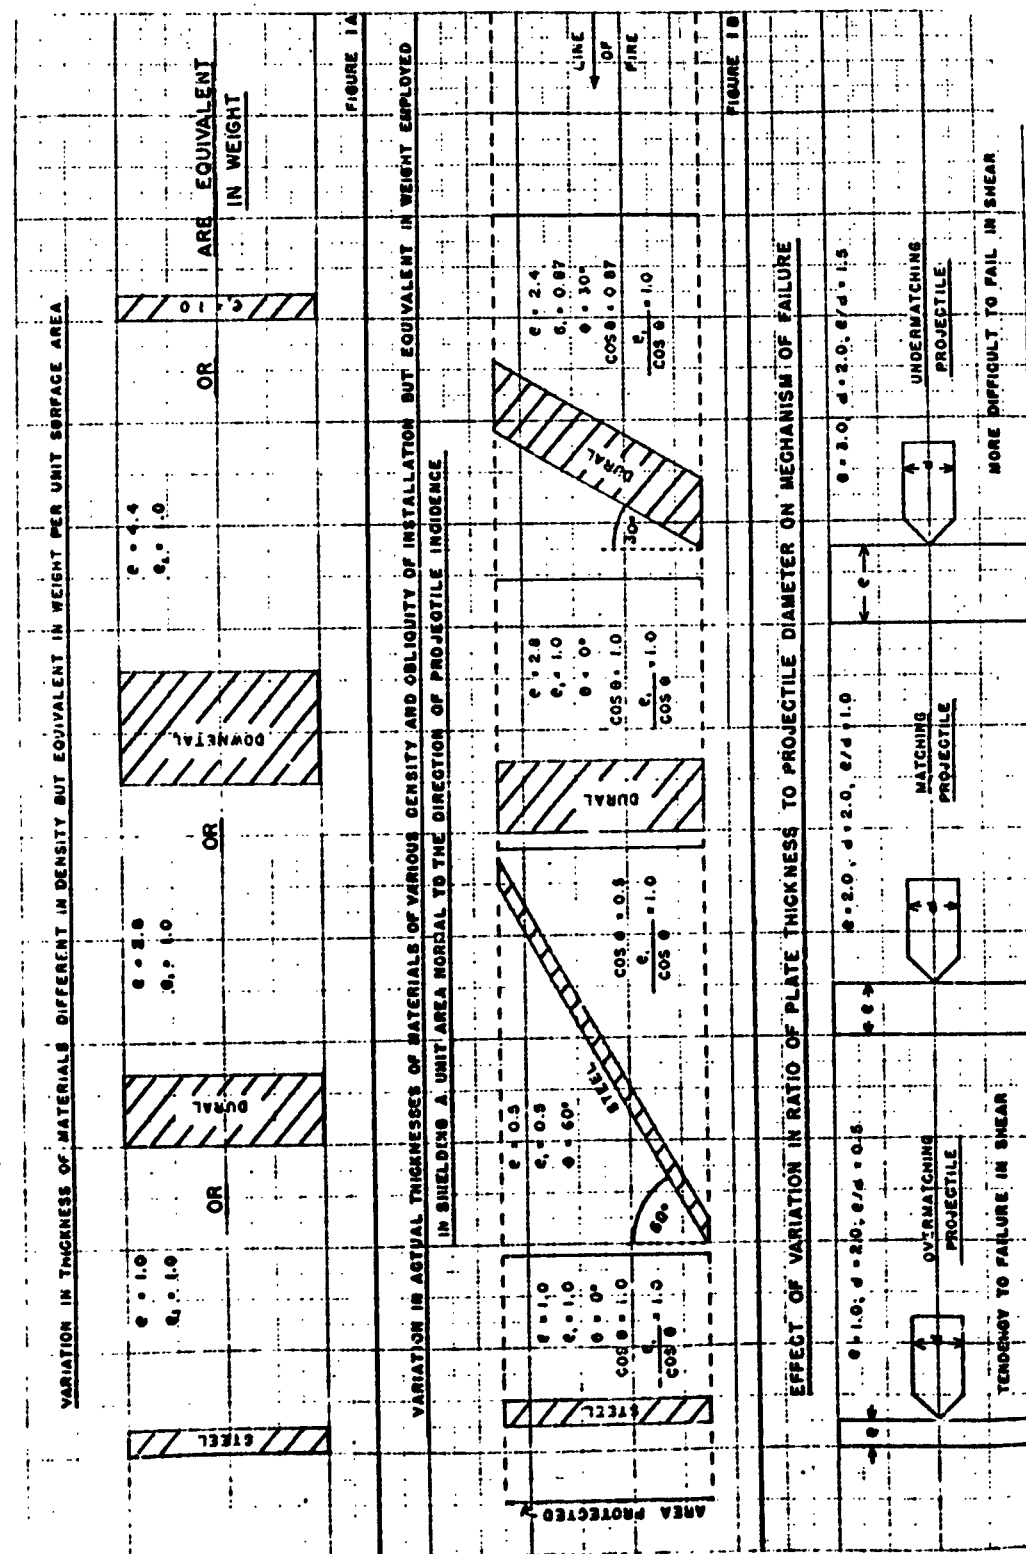 VARIATION IN THICKNESS OF MATERIALS DIFFERENT IN DENSITY BUT EQUIVALENT IN WEIGHT PER UNIT SURFACE AREA
STEEL
e = 1.0
e₁ = 1.0
OR
DURAL
e = 2.8
e₁ = 1.0
OR
DOWMETAL
e = 4.4
e₁ = 1.0
OR
e₁ = 1.0
ARE EQUIVALENT
IN WEIGHT
FIGURE 1A
VARIATION IN ACTUAL THICKNESSES OF MATERIALS OF VARIOUS DENSITY AND OBLIQUITY OF INSTALLATION BUT EQUIVALENT IN WEIGHT EMPLOYED
IN SHIELDING A UNIT AREA NORMAL TO THE DIRECTION OF PROJECTILE INCIDENCE
AREA PROTECTED
STEEL
e = 1.0
e₁ = 1.0
θ = 0°
COS θ = 1.0
e₁/COS θ = 1.0
e = 0.5
e₁ = 0.5
θ = 60°
60°
STEEL
COS θ = 0.5
e₁/COS θ = 1.0
DURAL
e = 2.8
e₁ = 1.0
θ = 0°
COS θ = 1.0
e₁/COS θ = 1.0
30°
DURAL
e = 2.4
e₁ = 0.87
θ = 30°
COS θ = 0.87
e₁/COS θ = 1.0
LINE
OF
FIRE
FIGURE 1B
EFFECT OF VARIATION IN RATIO OF PLATE THICKNESS TO PROJECTILE DIAMETER ON MECHANISM OF FAILURE
e = 1.0; d = 2.0; e/d = 0.5
e
d
OVERMATCHING
PROJECTILE
TENDENCY TO FAILURE IN SHEAR
e = 2.0, d = 2.0, e/d = 1.0
e
d
MATCHING
PROJECTILE
e = 3.0, d = 2.0, e/d = 1.5
e
d
UNDERMATCHING
PROJECTILE
MORE DIFFICULT TO FAIL IN SHEAR